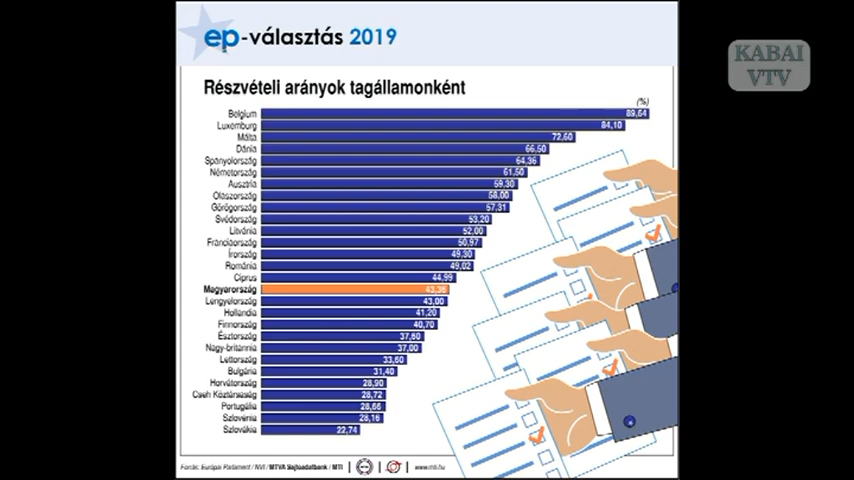 ep-választás 2019
KABAI
VTV
Részvételi arányok tagállamonként
(%)
Belgium 89,64
Luxemburg 84,10
Málta 72,60
Dánia 66,50
Spanyolország 64,36
Németország 61,50
Ausztria 59,30
Olaszország 58,00
Görögország 57,31
Svédország 53,20
Litvánia 52,00
Franciaország 50,97
Írország 49,30
Románia 49,02
Ciprus 44,99
Magyarország 43,36
Lengyelország 43,00
Hollandia 41,20
Finnország 40,70
Észtország 37,60
Nagy-britannia 37,00
Lettország 33,60
Bulgária 31,40
Horvátország 28,90
Cseh Köztársaság 28,72
Portugália 28,66
Szlovénia 28,16
Szlovákia 22,74
Forrás: Európai Parlament / NVI / MTVA Sajtóadatbank / MTI www.mti.hu